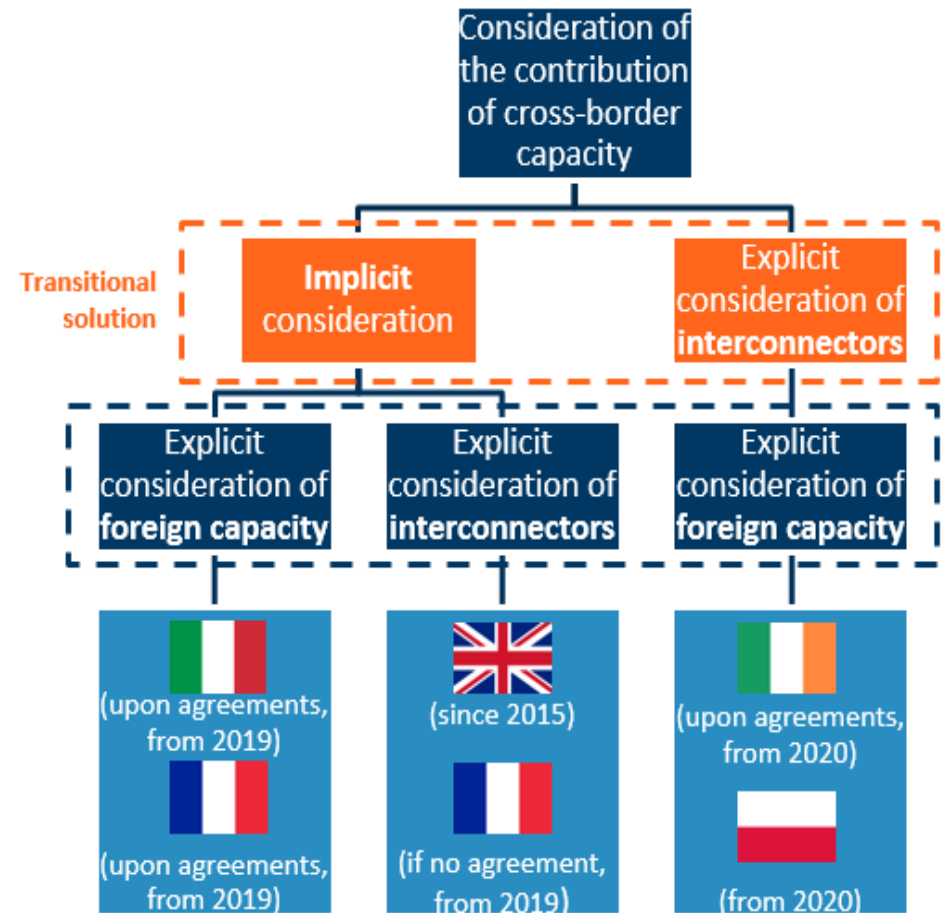 Consideration of
the contribution
of cross-border
capacity
Transitional
solution
Implicit
consideration
Explicit
consideration of
interconnectors
Explicit
consideration of
foreign capacity
Explicit
consideration of
interconnectors
Explicit
consideration of
foreign capacity
(upon agreements,
from 2019)
(upon agreements,
from 2019)
(since 2015)
(if no agreement,
from 2019)
(upon agreements,
from 2020)
(from 2020)